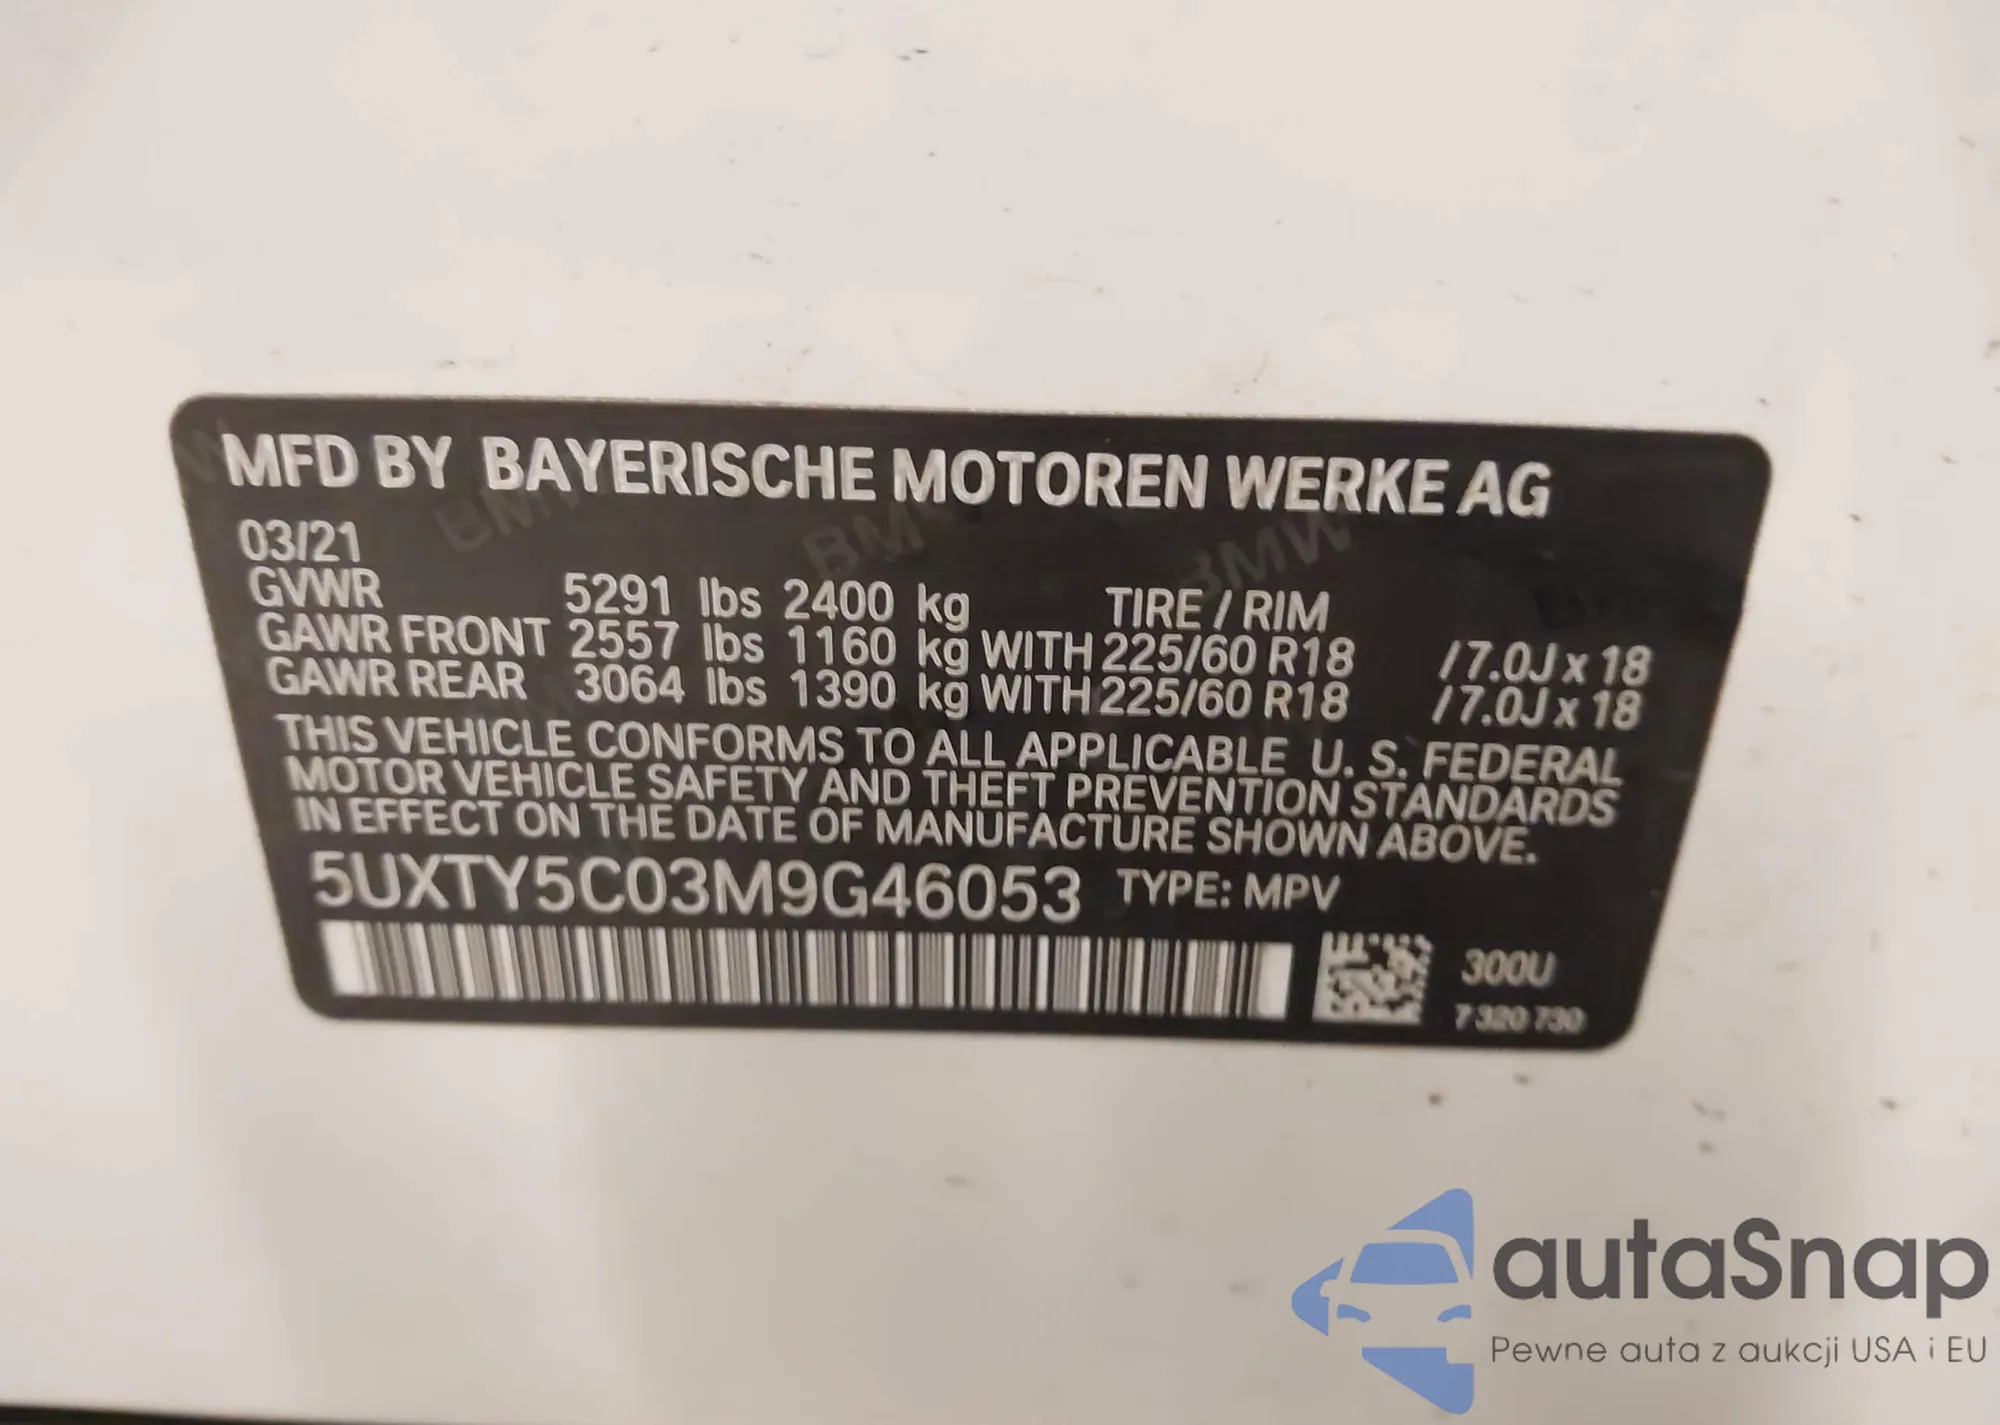 MFD BY BAYERISCHE MOTOREN WERKE AG
03/21
GVWR 5291 lbs 2400 kg TIRE / RIM
GAWR FRONT 2557 lbs 1160 kg WITH 225/60 R18 /7.0J x 18
GAWR REAR 3064 lbs 1390 kg WITH 225/60 R18 /7.0J x 18
THIS VEHICLE CONFORMS TO ALL APPLICABLE U. S. FEDERAL
MOTOR VEHICLE SAFETY AND THEFT PREVENTION STANDARDS
IN EFFECT ON THE DATE OF MANUFACTURE SHOWN ABOVE.
5UXTY5C03M9G46053 TYPE: MPV
300U
7 320 730
autaSnap
Pewne auta z aukcji USA i EU